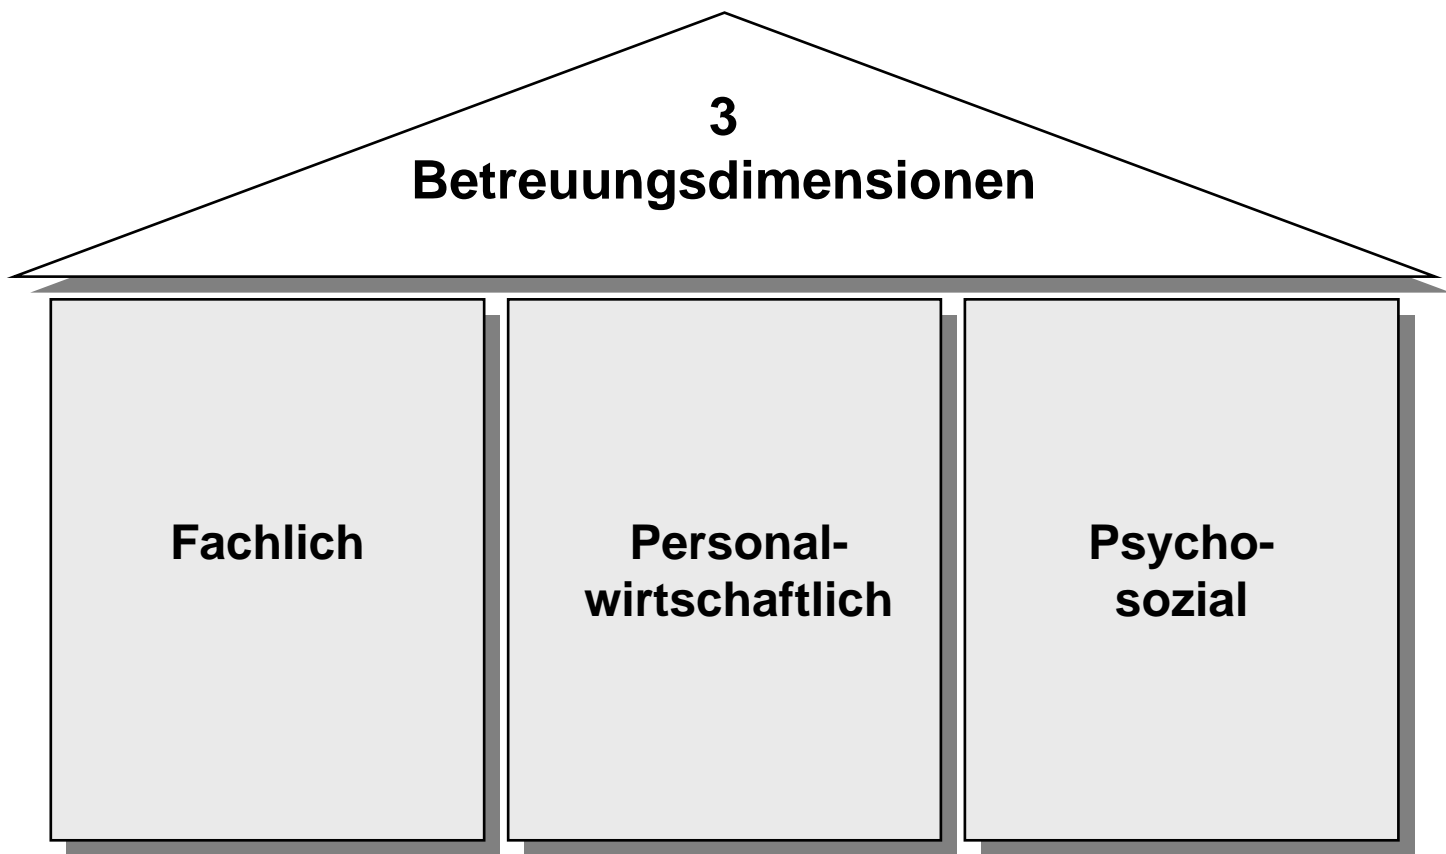 3
Betreuungsdimensionen
Fachlich
Personal-
wirtschaftlich
Psycho-
sozial